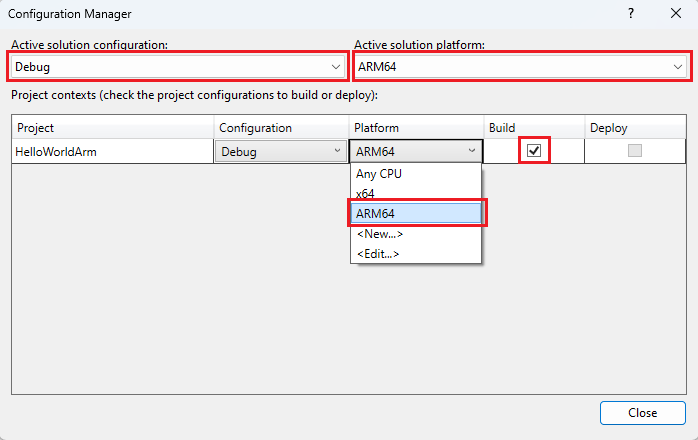 Configuration Manager ? ×
Active solution configuration: Active solution platform:
Debug ARM64
Project contexts (check the project configurations to build or deploy):
Project Configuration Platform Build Deploy
HelloWorldArm Debug ARM64
Any CPU
x64
ARM64
<New...>
<Edit...>
Close